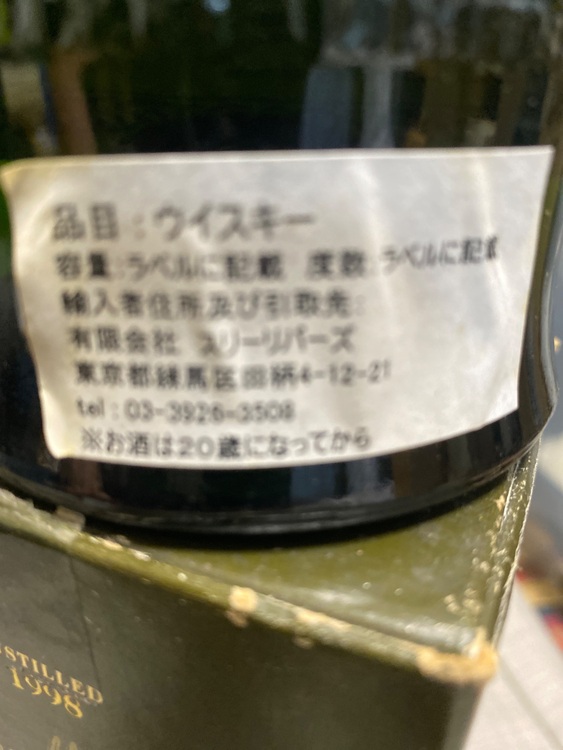 品目：ウイスキー
容量:ラベルに記載 度数:ラベルに記載
輸入者住所及び引取先:
有限会社 スリーリバーズ
東京都練馬区田柄4-12-21
tel：03-3926-3508
※お酒は20歳になってから
1998